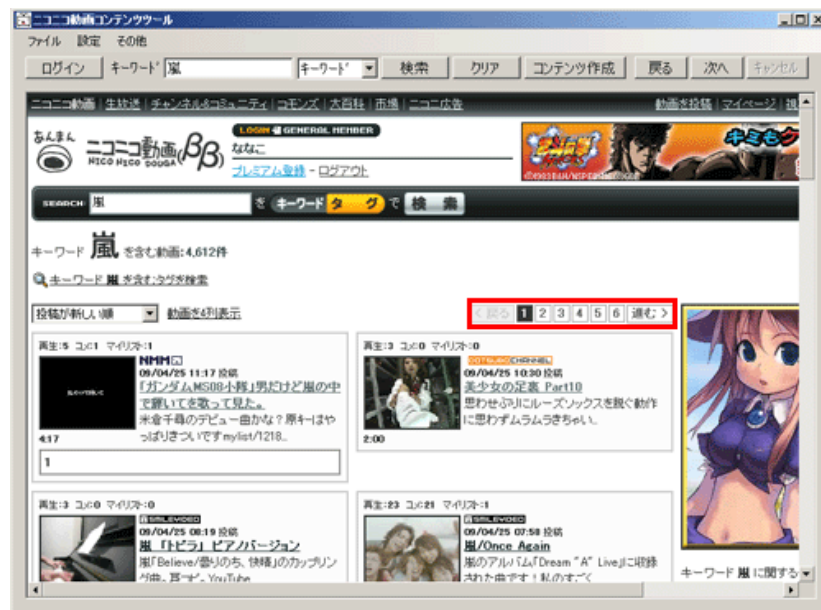 ニコニコ動画コンテンツツール
ファイル 設定 その他
ログイン キーワード 嵐 キーワード 検索 クリア コンテンツ作成 戻る 次へ キャンセル
ニコニコ動画 生放送 チャンネル&コミュニティ コモンズ 大百科 市場 ニコニ広告 動画を投稿 マイページ
あんまん
ニコニコ動画(ββ)
NICO NICO DOUGA
LOGIN GENERAL MEMBER
ななこ
プレミアム登録 - ログアウト
キミも
SEARCH 嵐 を キーワード タグ で 検索
キーワード 嵐 を含む動画:4,612件
キーワード 嵐 を含むタグを検索
投稿が新しい順 動画を4列表示
<戻る 1 2 3 4 5 6 進む>
再生:5 コメ:1 マイリスト:1
NMM
09/04/25 11:17 投稿
「ガンダムMS08小隊」男だけど嵐の中
で輝いてを歌って見た。
米倉千尋のデビュー曲かな?原キーはや
っぱりきついですmylist/1218...
4:17
1
再生:3 コメ:0 マイリスト:0
09/04/25 10:30 投稿
美少女の足裏 Part10
思わせぶりにルーズソックスを脱ぐ動作
に思わずムラムラきちゃい...
2:00
再生:3 コメ:0 マイリスト:0
SMILEVIDEO
09/04/25 08:19 投稿
嵐 「トビラ」 ピアノバージョン
嵐「Believe/曇りのち、快晴」のカップリン
グ曲。耳コピ。YouTube
再生:23 コメ:21 マイリスト:1
SMILEVIDEO
09/04/25 07:58 投稿
嵐/Once Again
嵐のアルバム「Dream "A" Live」に収録
された曲です!私のすごく
キーワード 嵐 に関する